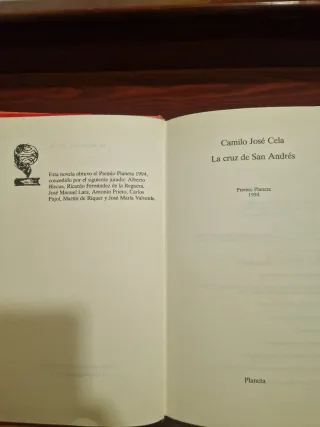 Esta novela obtuvo el Premio Planeta 1994,
concedido por el siguiente jurado: Alberto
Blecua, Ricardo Fernández de la Reguera,
José Manuel Lara, Antonio Prieto, Carlos
Pujol, Martín de Riquer y José María Valverde.
Camilo José Cela
La cruz de San Andrés
Premio Planeta
1994
Planeta